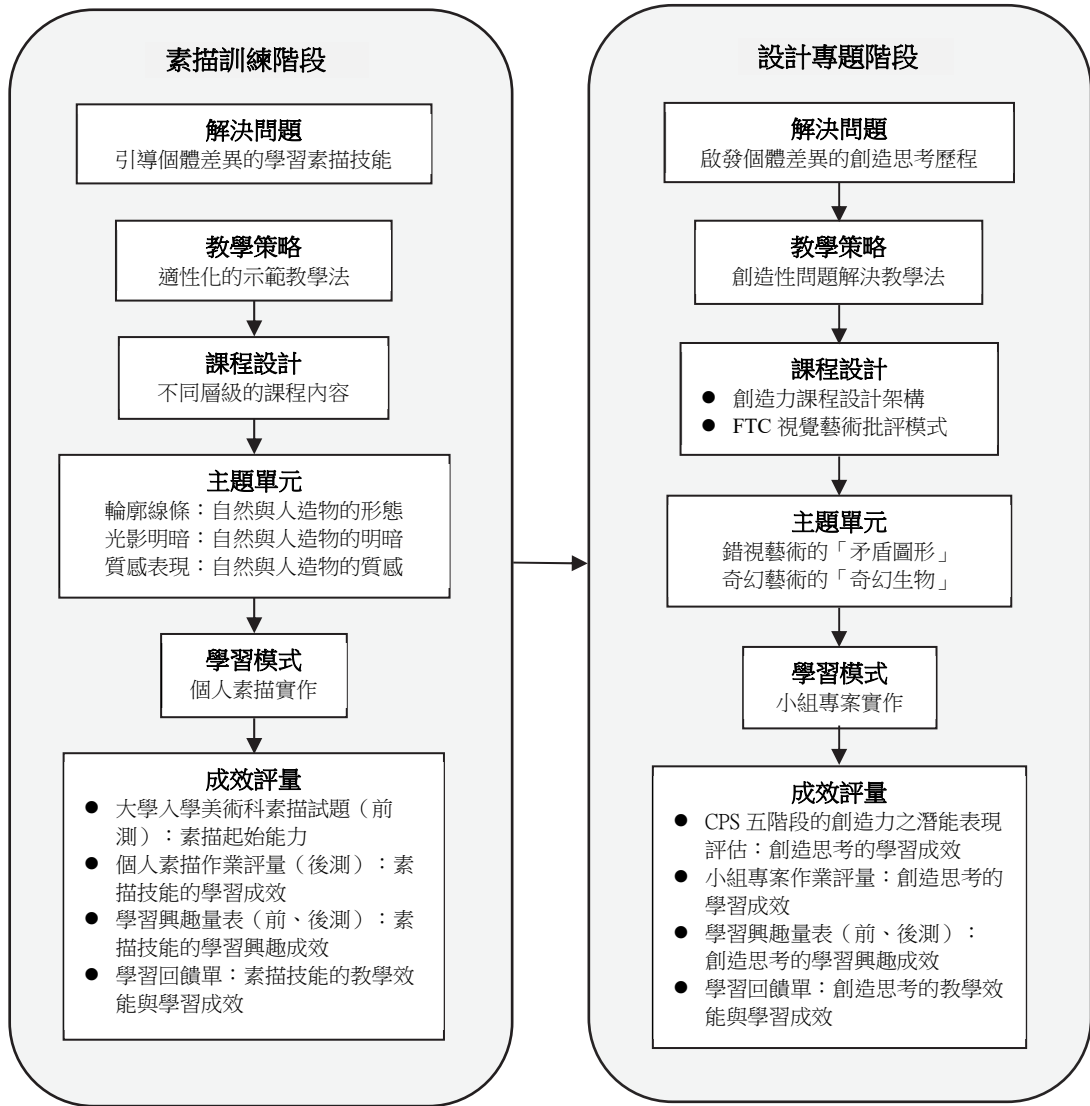 素描訓練階段
解決問題
引導個體差異的學習素描技能
教學策略
適性化的示範教學法
課程設計
不同層級的課程內容
主題單元
輪廓線條：自然與人造物的形態
光影明暗：自然與人造物的明暗
質感表現：自然與人造物的質感
學習模式
個人素描實作
成效評量
● 大學入學美術科素描試題（前
測）：素描起始能力
● 個人素描作業評量（後測）：素
描技能的學習成效
● 學習興趣量表（前、後測）：素
描技能的學習興趣成效
● 學習回饋單：素描技能的教學效
能與學習成效
設計專題階段
解決問題
啟發個體差異的創造思考歷程
教學策略
創造性問題解決教學法
課程設計
● 創造力課程設計架構
● FTC 視覺藝術批評模式
主題單元
錯視藝術的「矛盾圖形」
奇幻藝術的「奇幻生物」
學習模式
小組專案實作
成效評量
● CPS 五階段的創造力之潛能表現
評估：創造思考的學習成效
● 小組專案作業評量：創造思考的
學習成效
● 學習興趣量表（前、後測）：
創造思考的學習興趣成效
● 學習回饋單：創造思考的教學效
能與學習成效